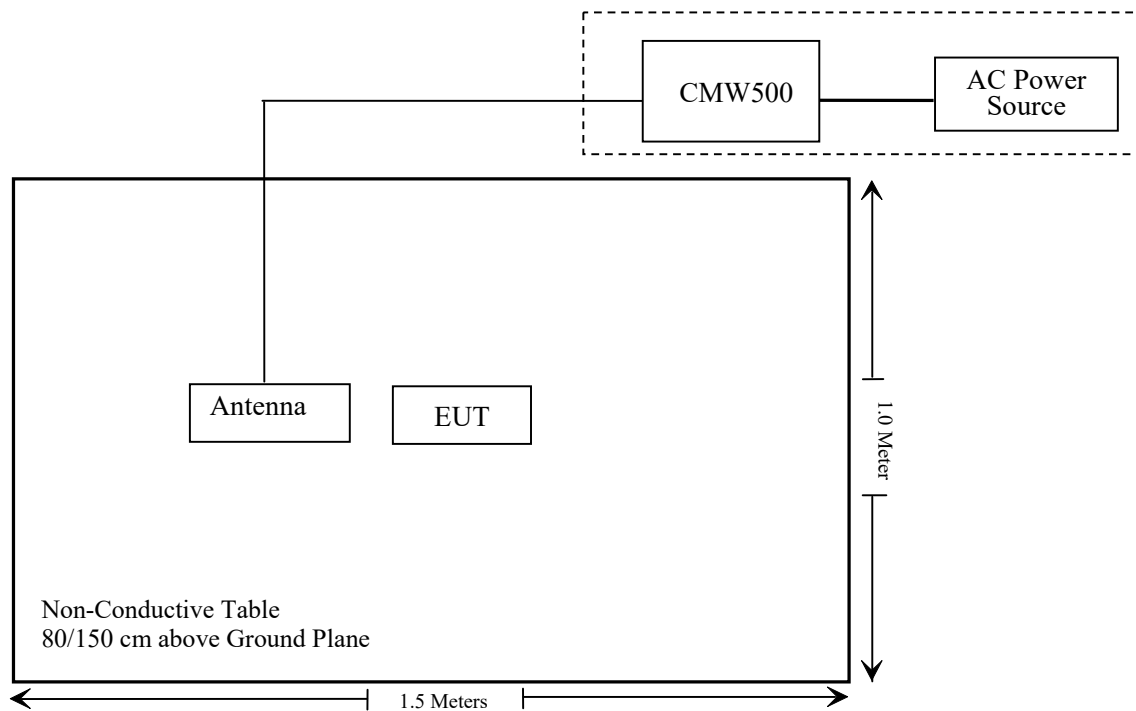 CMW500
AC Power
Source
Antenna
EUT
1.0 Meter
Non-Conductive Table
80/150 cm above Ground Plane
1.5 Meters